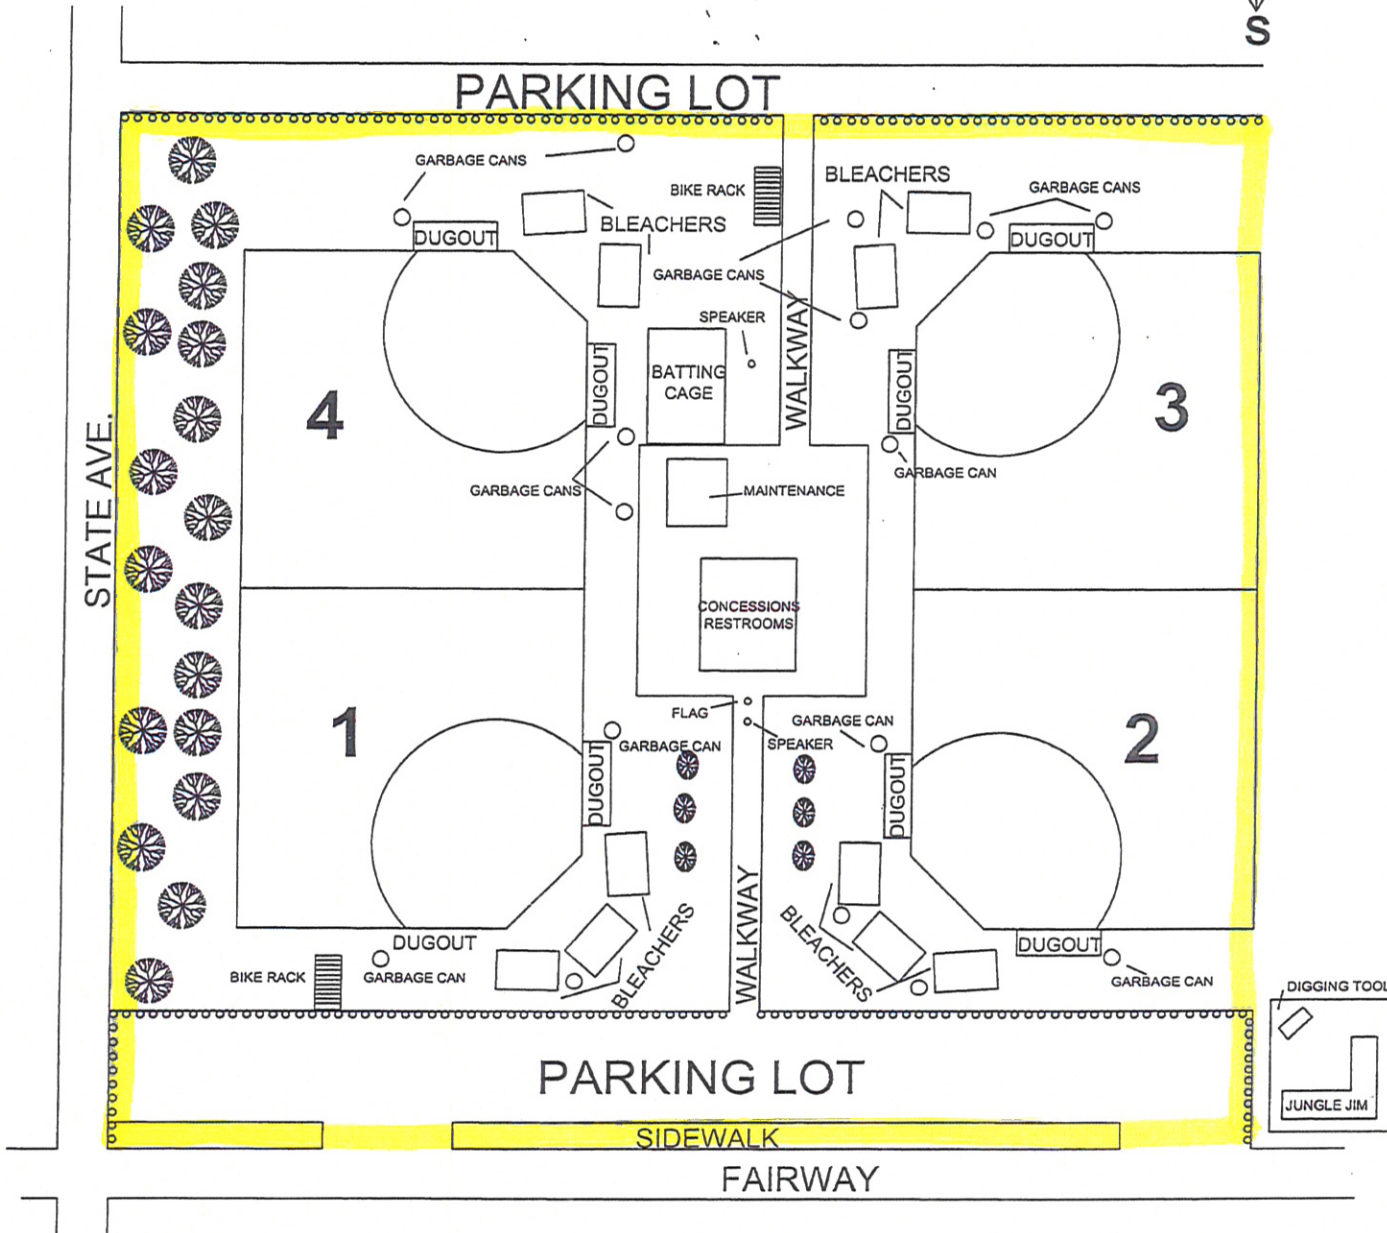 S
PARKING LOT
GARBAGE CANS
BIKE RACK
BLEACHERS
GARBAGE CANS
BLEACHERS
DUGOUT
DUGOUT
GARBAGE CANS
SPEAKER
WALKWAY
BATTING
CAGE
DUGOUT
DUGOUT
4
3
GARBAGE CAN
GARBAGE CANS
MAINTENANCE
STATE AVE.
CONCESSIONS
RESTROOMS
FLAG
GARBAGE CAN
1
2
GARBAGE CAN
SPEAKER
DUGOUT
DUGOUT
WALKWAY
BLEACHERS
BLEACHERS
DUGOUT
DUGOUT
BIKE RACK
GARBAGE CAN
GARBAGE CAN
DIGGING TOOL
PARKING LOT
JUNGLE JIM
SIDEWALK
FAIRWAY